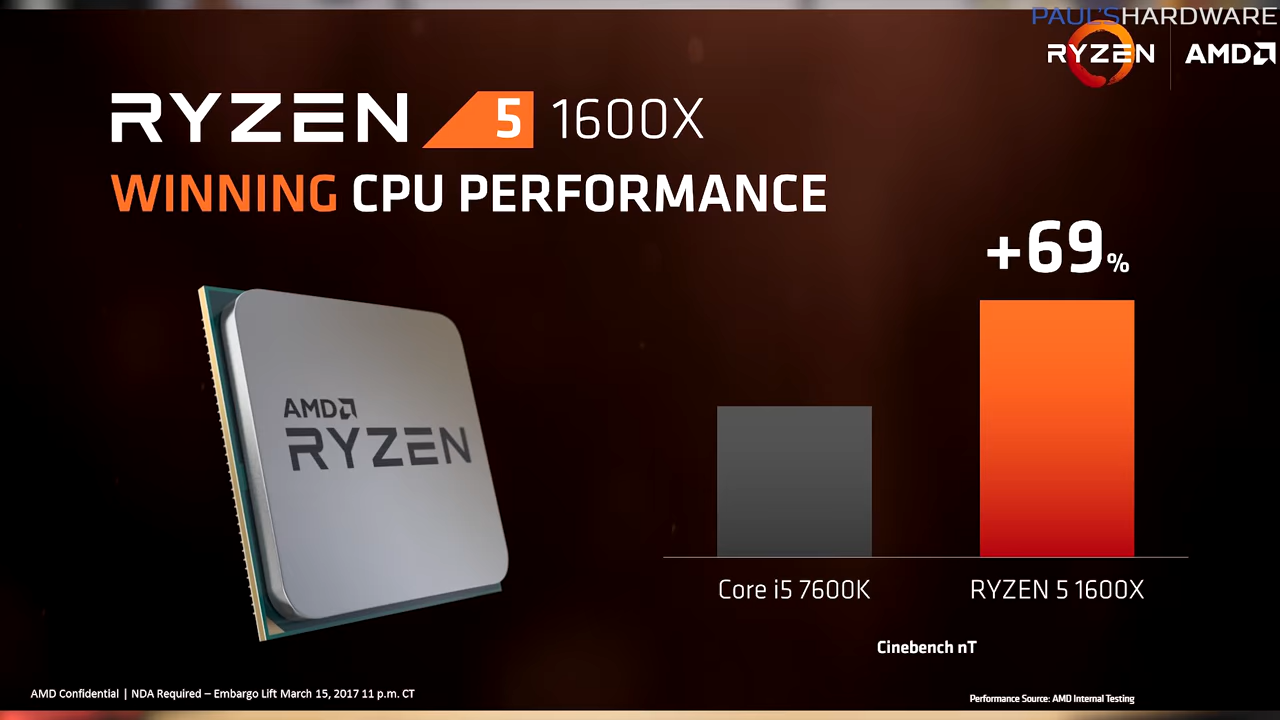 PAUL'SHARDWARE
RYZEN | AMD
RYZEN 5 1600X
WINNING CPU PERFORMANCE
+69%
AMD
RYZEN
Core i5 7600K
RYZEN 5 1600X
Cinebench nT
AMD Confidential | NDA Required – Embargo Lift March 15, 2017 11 p.m. CT
Performance Source: AMD Internal Testing